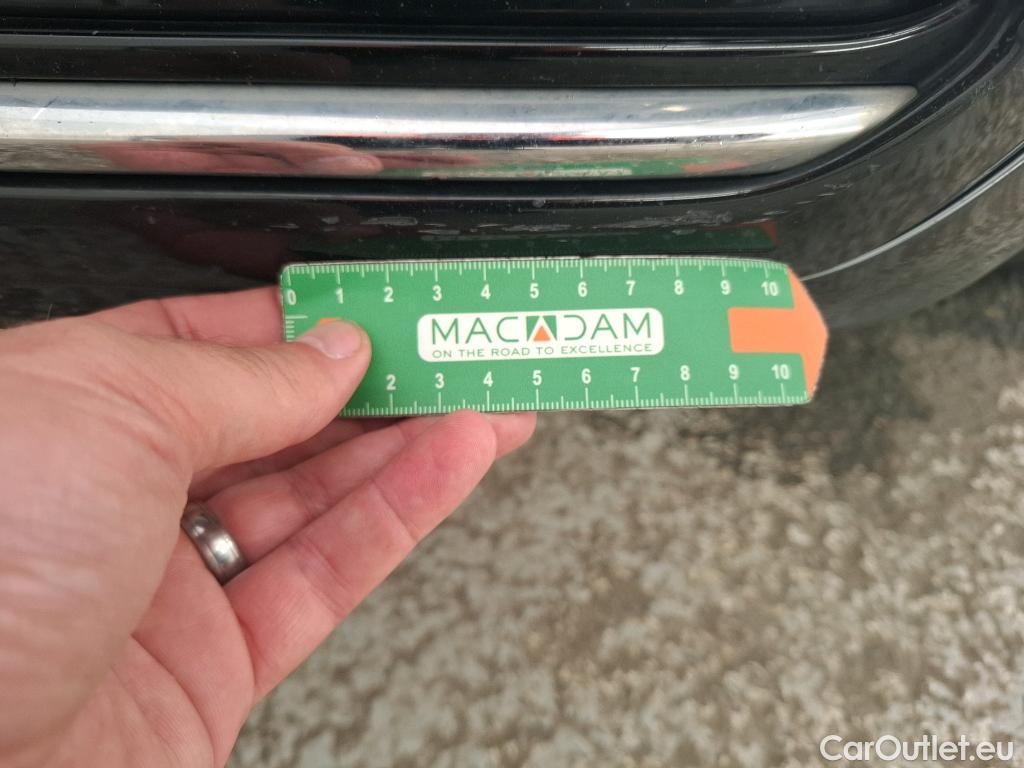 0 1 2 3 4 5 6 7 8 9 10
MACADAM
ON THE ROAD TO EXCELLENCE
2 3 4 5 6 7 8 9 10
CarOutlet.eu